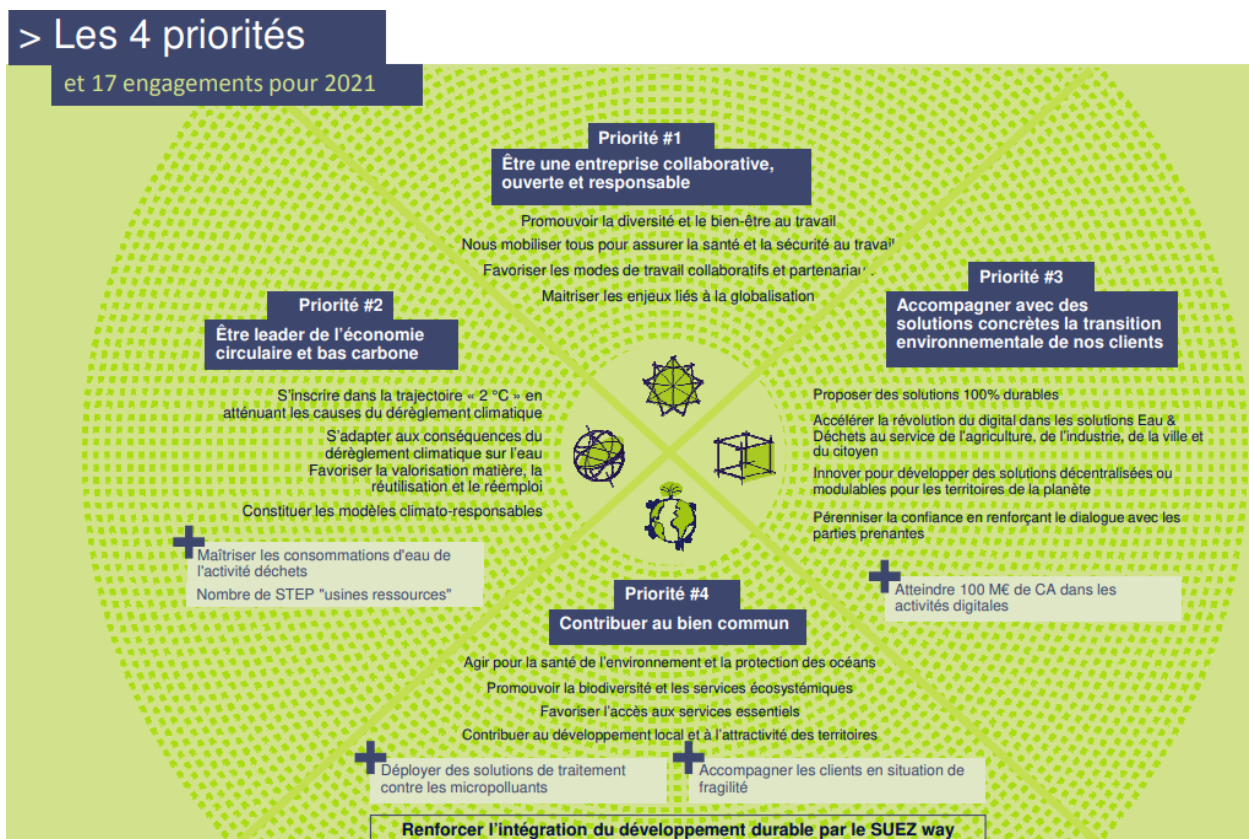 > Les 4 priorités
et 17 engagements pour 2021
Priorité #1
Être une entreprise collaborative,
ouverte et responsable
Promouvoir la diversité et le bien-être au travail
Nous mobiliser tous pour assurer la santé et la sécurité au travail
Favoriser les modes de travail collaboratifs et
Maitriser les enjeux liés à la globalisation
Priorité #2
Être leader de l'économie
circulaire et bas carbone
S'inscrire dans la trajectoire « 2 °C » en
atténuant les causes du dérèglement climatique
S'adapter aux conséquences du
dérèglement climatique sur l'eau
Favoriser la valorisation matière, la
réutilisation et le réemploi
Constituer les modèles climato-responsables
Maîtriser les consommations d'eau de
l'activité déchets
Nombre de STEP "usines ressources"
Priorité #3
Accompagner avec des
solutions concrètes la transition
environnementale de nos clients
Proposer des solutions 100% durables
Accélérer la révolution du digital dans les solutions Eau &
Déchets au service de l'agriculture, de l'industrie, de la ville et
du citoyen
Innover pour développer des solutions décentralisées ou
modulables pour les territoires de la planète
Pérenniser la confiance en renforçant le dialogue avec les
parties prenantes
Atteindre 100 M€ de CA dans les
activités digitales
Priorité #4
Contribuer au bien commun
Agir pour la santé de l'environnement et la protection des océans
Promouvoir la biodiversité et les services écosystémiques
Favoriser l'accès aux services essentiels
Contribuer au développement local et à l'attractivité des territoires
Déployer des solutions de traitement
contre les micropolluants
Accompagner les clients en situation de
fragilité
Renforcer l'intégration du développement durable par le SUEZ way